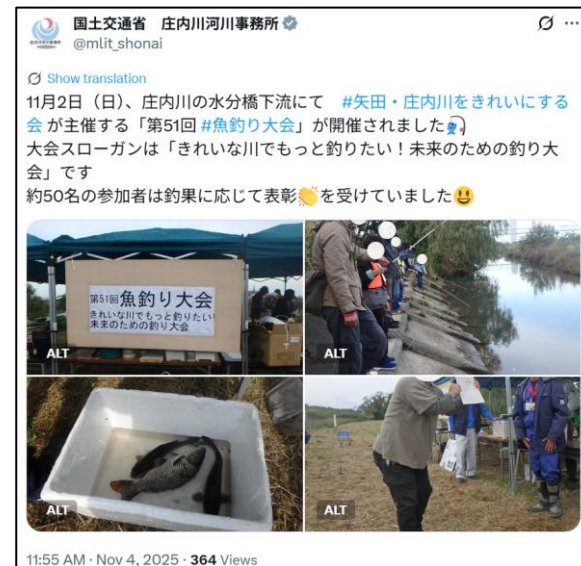 国土交通省　庄内川河川事務所
@mlit_shonai
Show translation
11月2日（日）、庄内川の水分橋下流にて　#矢田・庄内川をきれいにする
会 が主催する「第51回 #魚釣り大会」が開催されました
大会スローガンは「きれいな川でもっと釣りたい！未来のための釣り大
会」です
約50名の参加者は釣果に応じて表彰👏を受けていました😃
第51回 魚釣り大会
きれいな川でもっと釣りたい!
未来のための釣り大会
ALT
ALT
ALT
ALT
11:55 AM · Nov 4, 2025 · 364 Views